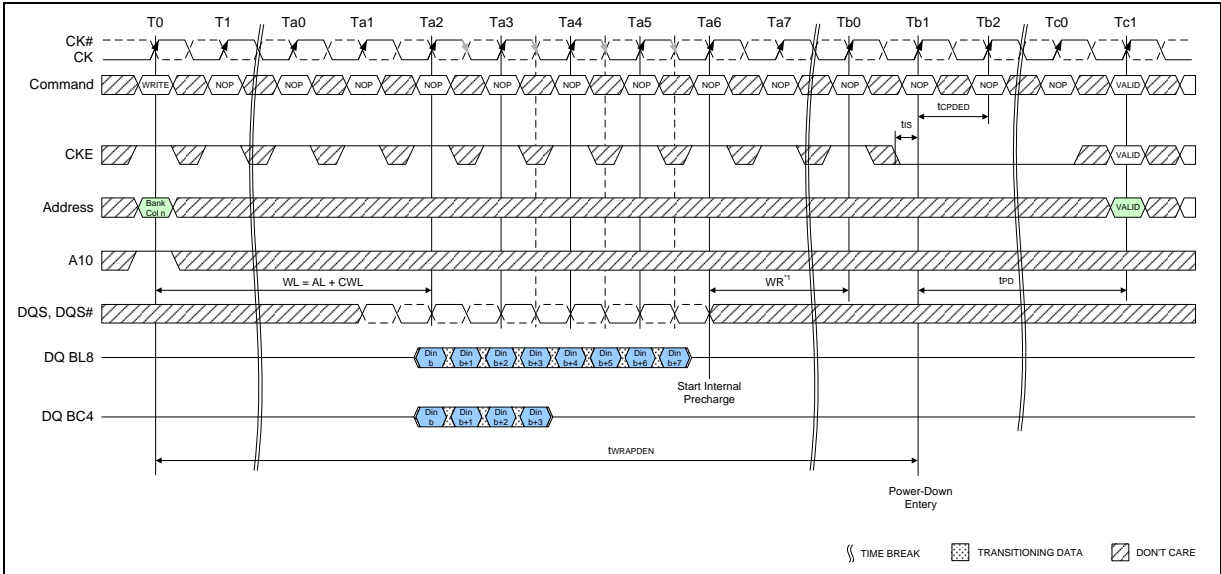 T0 T1 Ta0 Ta1 Ta2 Ta3 Ta4 Ta5 Ta6 Ta7 Tb0 Tb1 Tb2 Tc0 Tc1
CK#
CK
Command WRITE NOP NOP NOP NOP NOP NOP NOP NOP NOP NOP NOP NOP NOP VALID
tCPDED
tIS
CKE VALID
Address Bank Col n VALID
A10
WL = AL + CWL WR*1 tPD
DQS, DQS#
DQ BL8 Din b Din b+1 Din b+2 Din b+3 Din b+4 Din b+5 Din b+6 Din b+7
Start Internal
Precharge
DQ BC4 Din b Din b+1 Din b+2 Din b+3
tWRAPDEN
Power-Down
Entery
TIME BREAK TRANSITIONING DATA DON'T CARE